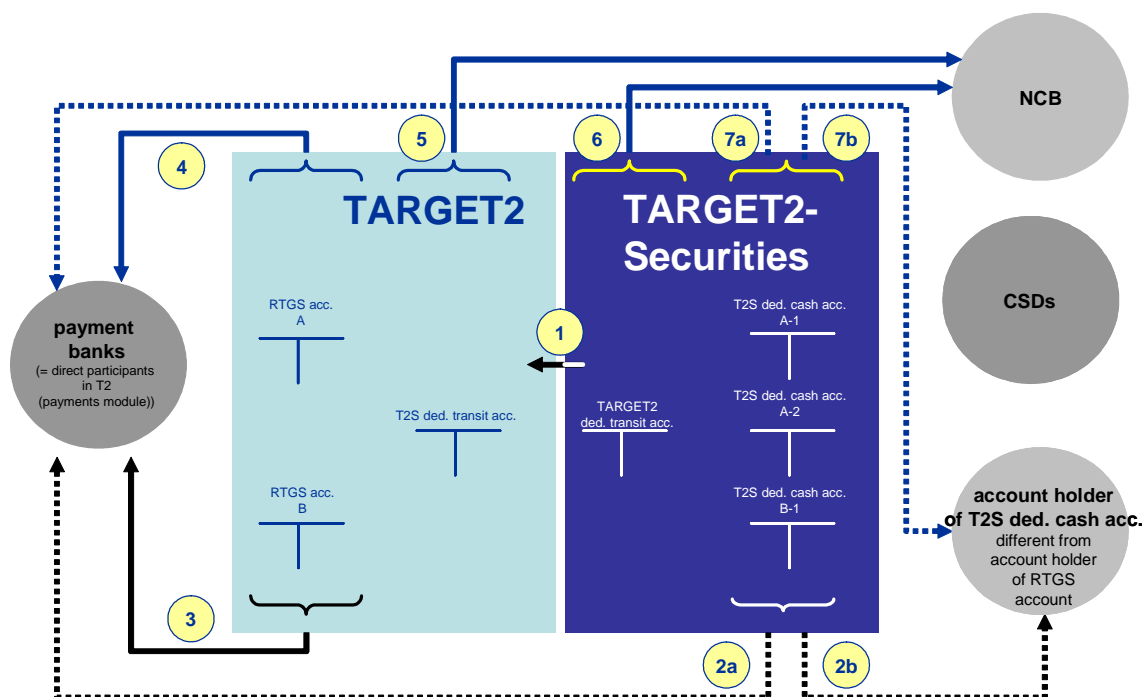 NCB
5
6
7a
7b
4
TARGET2
TARGET2-
Securities
CSDs
payment
banks
(= direct participants
in T2
(payments module))
RTGS acc.
A
1
T2S ded. cash acc.
A-1
T2S ded. transit acc.
TARGET2
ded. transit acc.
T2S ded. cash acc.
A-2
RTGS acc.
B
T2S ded. cash acc.
B-1
account holder
of T2S ded. cash acc.
different from
account holder
of RTGS
account
3
2a
2b